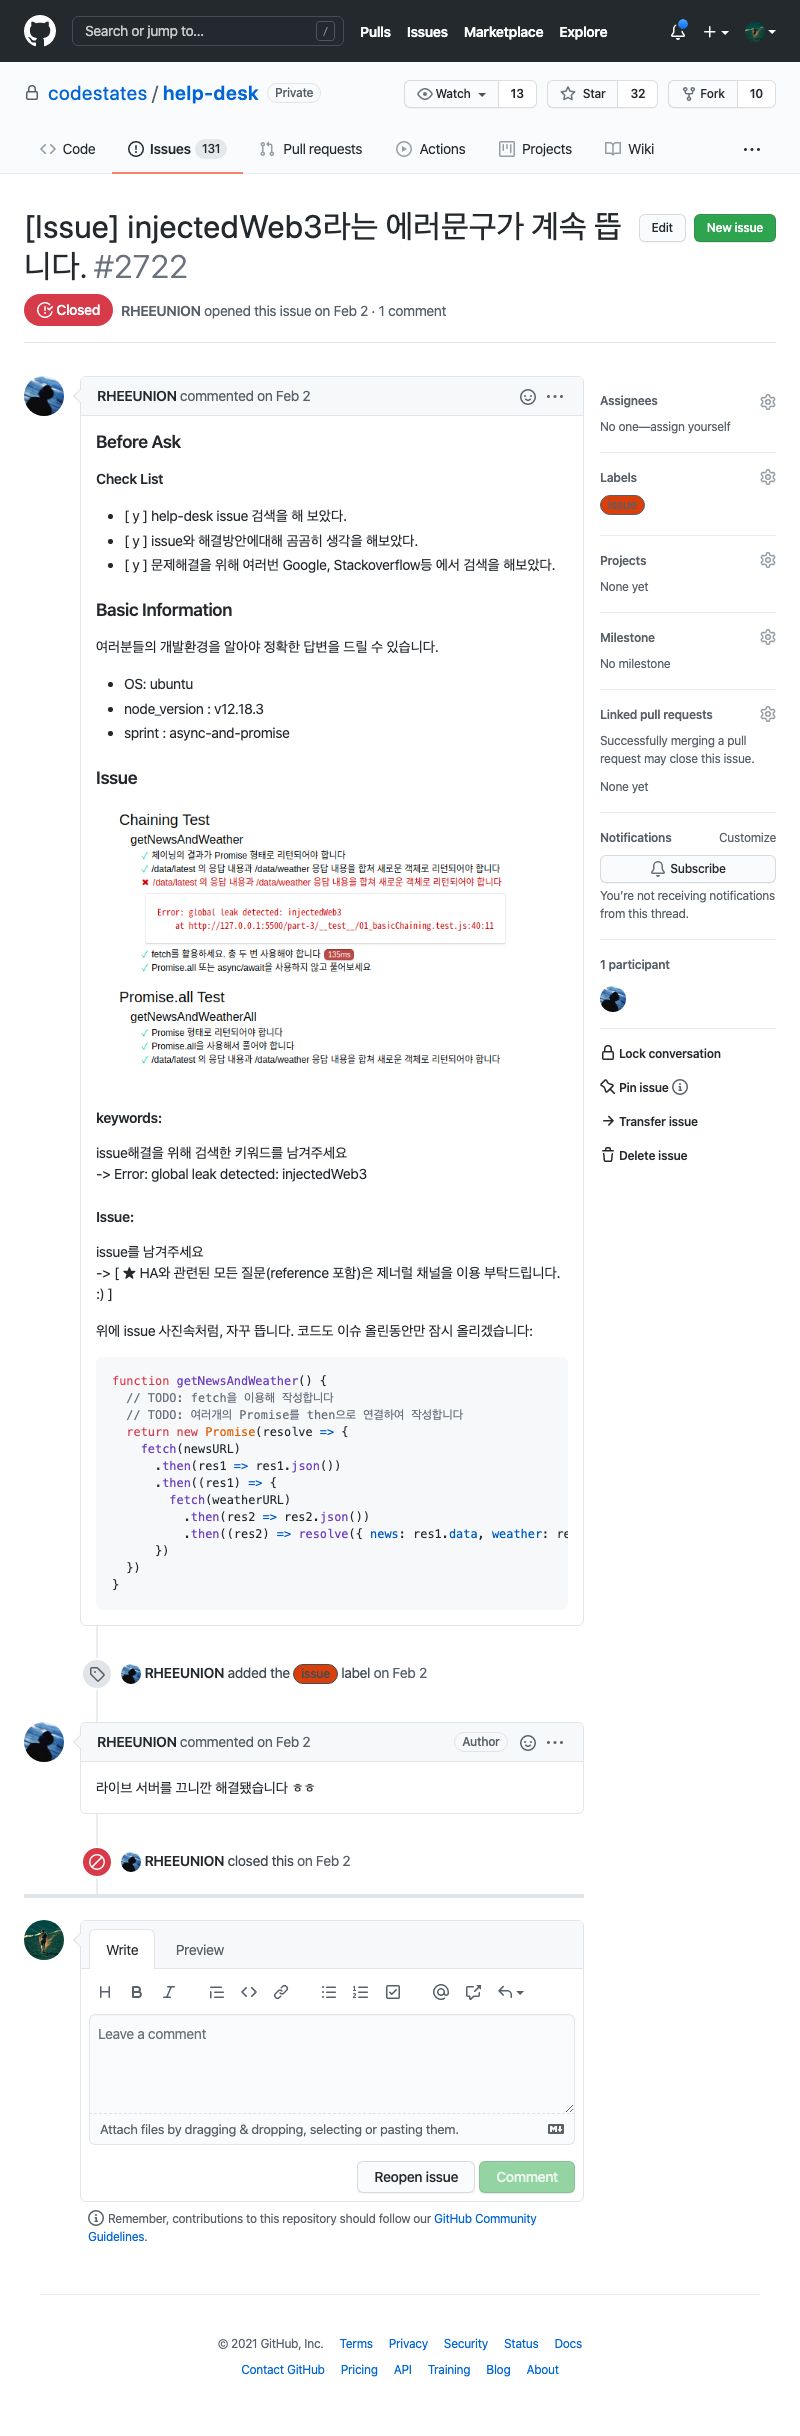 Search or jump to...
/
Pulls
Issues
Marketplace
Explore
codestates / help-desk
Private
Watch
13
Star
32
Fork
10
Code
Issues 131
Pull requests
Actions
Projects
Wiki
[Issue] injectedWeb3라는 에러문구가 계속 뜹
니다. #2722
Edit
New issue
Closed
RHEEUNION opened this issue on Feb 2 · 1 comment
RHEEUNION commented on Feb 2
Before Ask
Check List
• [ y ] help-desk issue 검색을 해 보았다.
• [ y ] issue와 해결방안에대해 곰곰히 생각을 해보았다.
• [ y ] 문제해결을 위해 여러번 Google, Stackoverflow등 에서 검색을 해보았다.
Basic Information
여러분들의 개발환경을 알아야 정확한 답변을 드릴 수 있습니다.
• OS: ubuntu
• node_version : v12.18.3
• sprint : async-and-promise
Issue
Chaining Test
getNewsAndWeather
✓ 체이닝의 결과가 Promise 형태로 리턴되어야 합니다
✓ /data/latest 의 응답 내용과 /data/weather 응답 내용을 합쳐 새로운 객체로 리턴되어야 합니다
✖ /data/latest 의 응답 내용과 /data/weather 응답 내용을 합쳐 새로운 객체로 리턴되어야 합니다
Error: global leak detected: injectedWeb3
at http://127.0.0.1:5500/part-3/__test__/01_basicChaining.test.js:40:11
✓ fetch를 활용하세요. 총 두 번 사용해야 합니다 135ms
✓ Promise.all 또는 async/await을 사용하지 않고 풀어보세요
Promise.all Test
getNewsAndWeatherAll
✓ Promise 형태로 리턴되어야 합니다
✓ Promise.all을 사용해서 풀어야 합니다
✓ /data/latest 의 응답 내용과 /data/weather 응답 내용을 합쳐 새로운 객체로 리턴되어야 합니다
keywords:
issue해결을 위해 검색한 키워드를 남겨주세요
-> Error: global leak detected: injectedWeb3
Issue:
issue를 남겨주세요
-> [ ★ HA와 관련된 모든 질문(reference 포함)은 제너럴 채널을 이용 부탁드립니다.
:) ]
위에 issue 사진속처럼, 자꾸 뜹니다. 코드도 이슈 올린동안만 잠시 올리겠습니다:
function getNewsAndWeather() {
// TODO: fetch을 이용해 작성합니다
// TODO: 여러개의 Promise를 then으로 연결하여 작성합니다
return new Promise(resolve => {
fetch(newsURL)
.then(res1 => res1.json())
.then((res1) => {
fetch(weatherURL)
.then(res2 => res2.json())
.then((res2) => resolve({ news: res1.data, weather: re
})
})
}
RHEEUNION added the issue label on Feb 2
RHEEUNION commented on Feb 2
Author
라이브 서버를 끄니깐 해결됐습니다 ㅎㅎ
RHEEUNION closed this on Feb 2
Write
Preview
Leave a comment
Attach files by dragging & dropping, selecting or pasting them.
Reopen issue
Comment
Remember, contributions to this repository should follow our GitHub Community
Guidelines.
Assignees
No one—assign yourself
Labels
issue
Projects
None yet
Milestone
No milestone
Linked pull requests
Successfully merging a pull
request may close this issue.
None yet
Notifications
Customize
Subscribe
You're not receiving notifications
from this thread.
1 participant
Lock conversation
Pin issue
Transfer issue
Delete issue
© 2021 GitHub, Inc.
Terms
Privacy
Security
Status
Docs
Contact GitHub
Pricing
API
Training
Blog
About